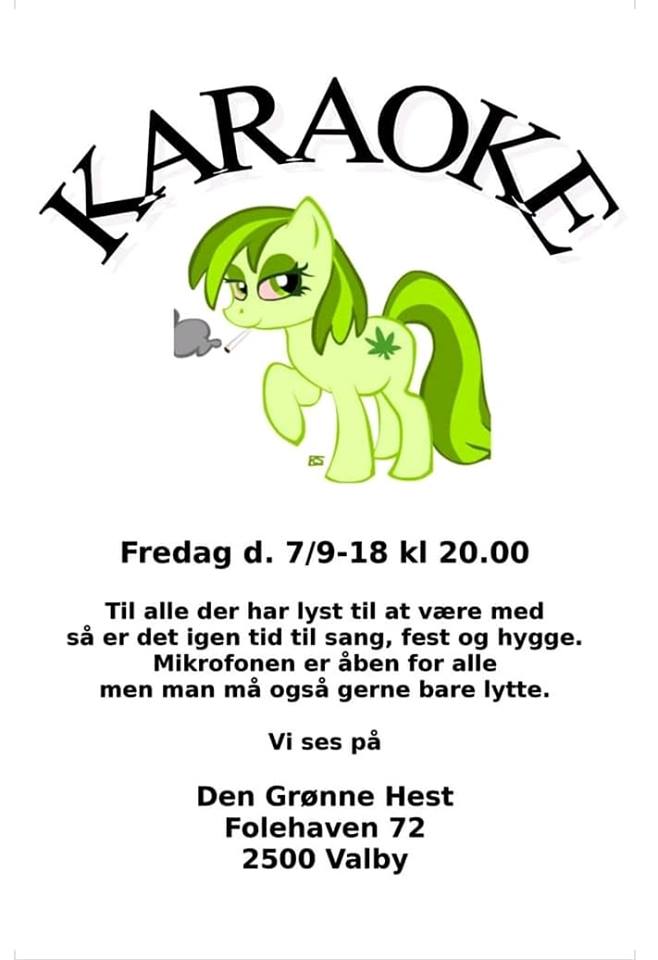 KARAOKE
Fredag d. 7/9-18 kl 20.00
Til alle der har lyst til at være med
så er det igen tid til sang, fest og hygge.
Mikrofonen er åben for alle
men man må også gerne bare lytte.
Vi ses på
Den Grønne Hest
Folehaven 72
2500 Valby